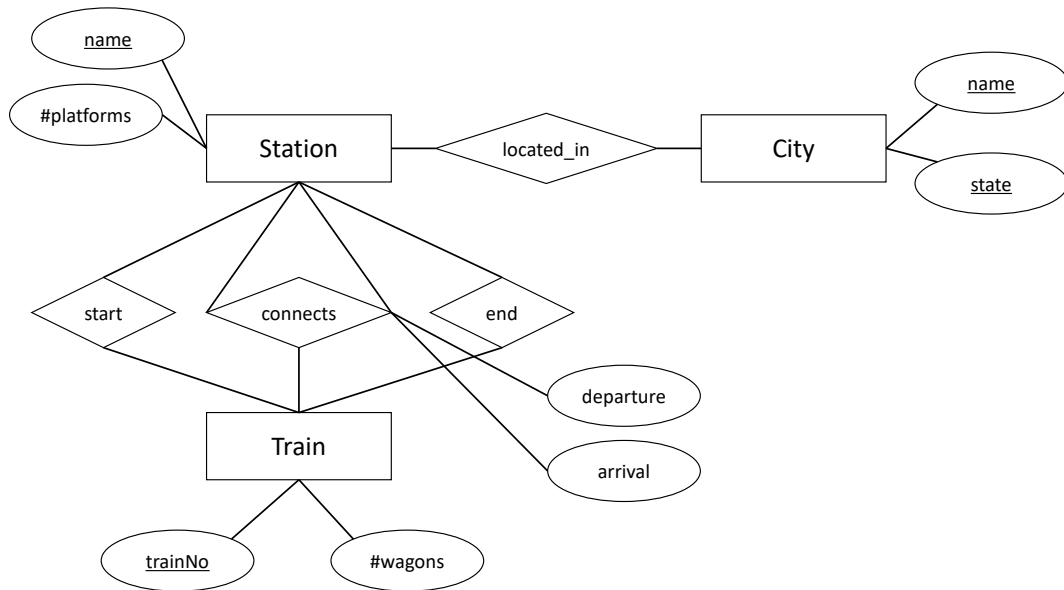 name
#platforms
Station
located_in
City
name
state
start
connects
end
departure
arrival
Train
trainNo
#wagons